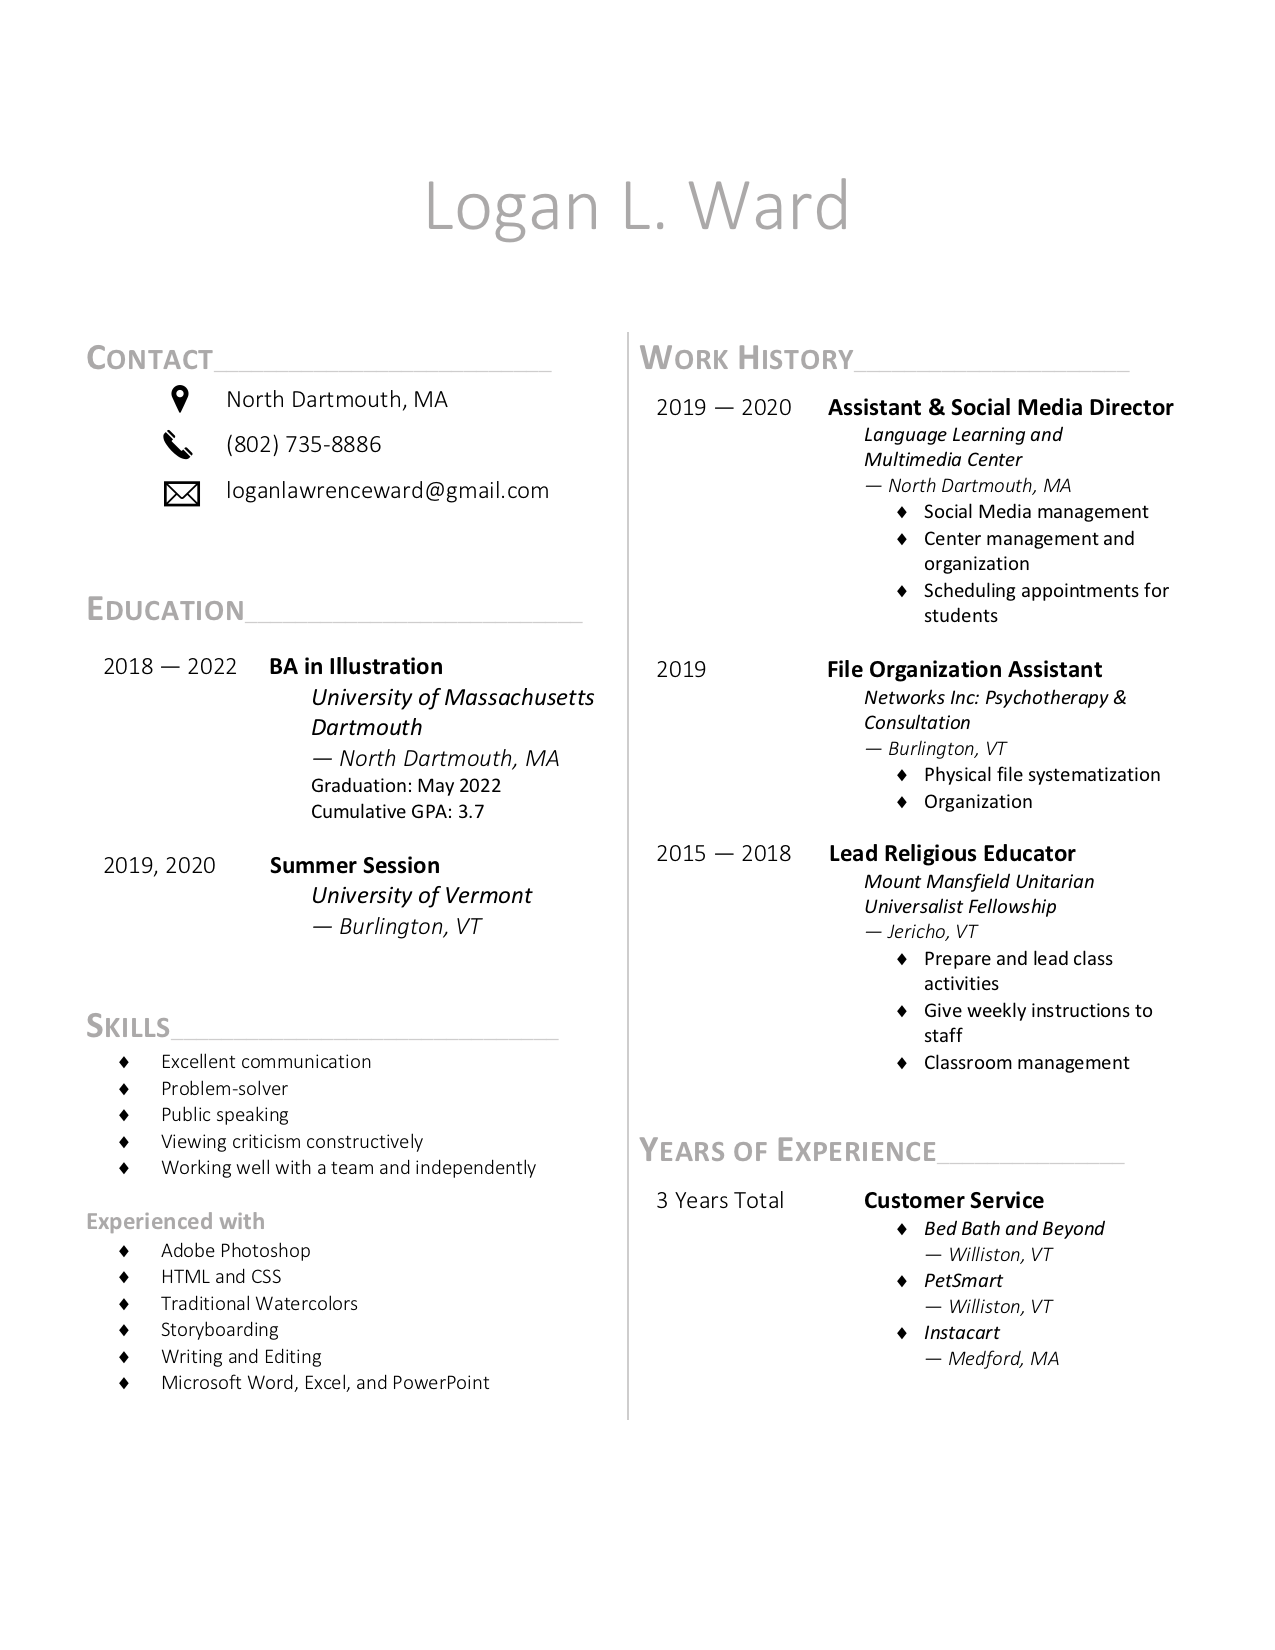 Logan L. Ward
CONTACT
North Dartmouth, MA
(802) 735-8886
loganlawrenceward@gmail.com
EDUCATION
2018 — 2022 BA in Illustration
University of Massachusetts
Dartmouth
— North Dartmouth, MA
Graduation: May 2022
Cumulative GPA: 3.7
2019, 2020 Summer Session
University of Vermont
— Burlington, VT
SKILLS
♦ Excellent communication
♦ Problem-solver
♦ Public speaking
♦ Viewing criticism constructively
♦ Working well with a team and independently
Experienced with
♦ Adobe Photoshop
♦ HTML and CSS
♦ Traditional Watercolors
♦ Storyboarding
♦ Writing and Editing
♦ Microsoft Word, Excel, and PowerPoint
WORK HISTORY
2019 — 2020 Assistant & Social Media Director
Language Learning and
Multimedia Center
— North Dartmouth, MA
♦ Social Media management
♦ Center management and
organization
♦ Scheduling appointments for
students
2019 File Organization Assistant
Networks Inc: Psychotherapy &
Consultation
— Burlington, VT
♦ Physical file systematization
♦ Organization
2015 — 2018 Lead Religious Educator
Mount Mansfield Unitarian
Universalist Fellowship
— Jericho, VT
♦ Prepare and lead class
activities
♦ Give weekly instructions to
staff
♦ Classroom management
YEARS OF EXPERIENCE
3 Years Total Customer Service
♦ Bed Bath and Beyond
— Williston, VT
♦ PetSmart
— Williston, VT
♦ Instacart
— Medford, MA